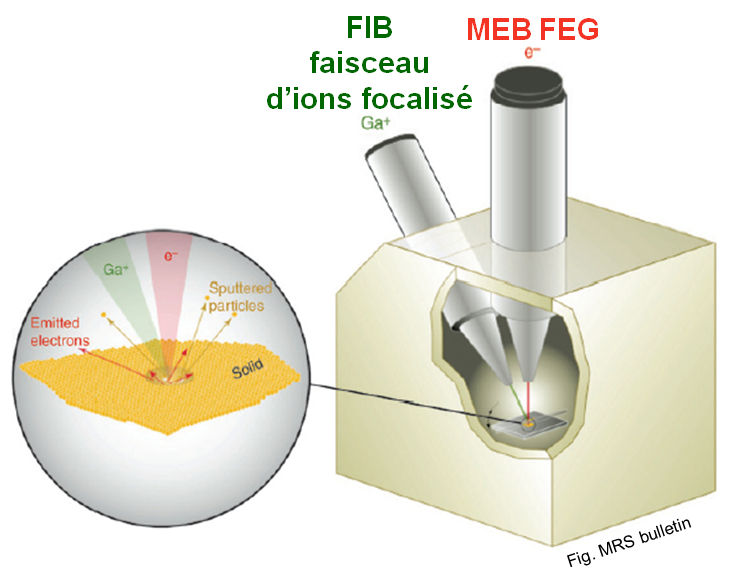 FIB
faisceau
d'ions focalisé
Ga⁺
MEB FEG
e⁻
Ga⁺
e⁻
Sputtered
particles
Emitted
electrons
Solid
Fig. MRS bulletin